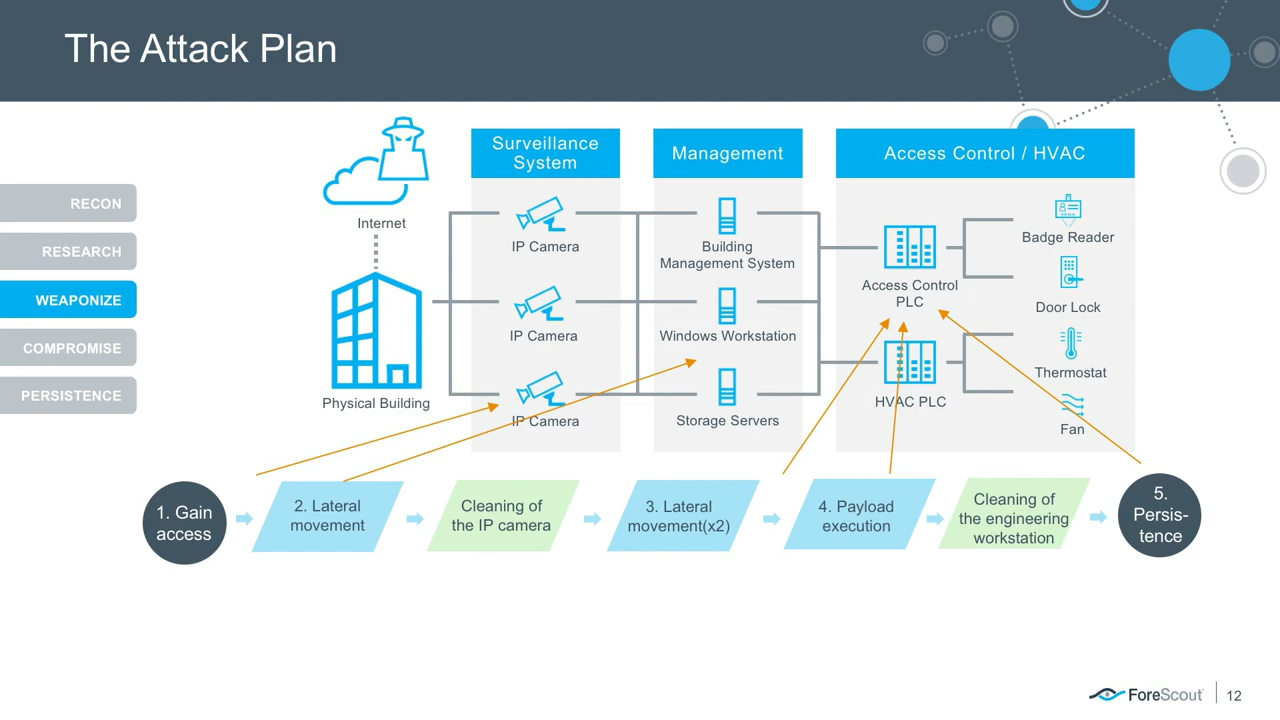 The Attack Plan
RECON
RESEARCH
WEAPONIZE
COMPROMISE
PERSISTENCE
Internet
Physical Building
Surveillance
System
IP Camera
IP Camera
IP Camera
Management
Building
Management System
Windows Workstation
Storage Servers
Access Control / HVAC
Access Control
PLC
HVAC PLC
Badge Reader
Door Lock
Thermostat
Fan
1. Gain
access
2. Lateral
movement
Cleaning of
the IP camera
3. Lateral
movement(x2)
4. Payload
execution
Cleaning of
the engineering
workstation
5.
Persis-
tence
ForeScout
12